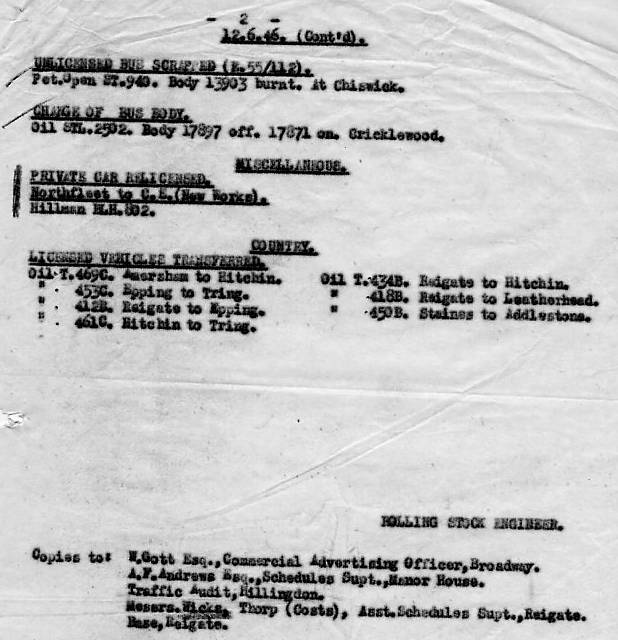 - 2 -
12.6.46. (Cont'd).
UNLICENSED BUS SCRAPPED (E.55/112).
Pet.Open ST.940. Body 13903 burnt. At Chiswick.
CHANGE OF BUS BODY.
Oil STL.2502. Body 17897 off. 17871 on. Cricklewood.
MISCELLANEOUS.
PRIVATE CAR RELICENSED.
Northfleet to C.E.(New Works).
Hillman HLH.802.
COUNTRY.
LICENSED VEHICLES TRANSFERRED.
Oil T.469C. Amersham to Hitchin. Oil T.434B. Reigate to Hitchin.
" . 453C. Epping to Tring. " .418B. Reigate to Leatherhead.
" . 412B. Reigate to Epping. " .450B. Staines to Addlestone.
" . 461C. Hitchin to Tring.
ROLLING STOCK ENGINEER.
Copies to: W.Gott Esq.,Commercial Advertising Officer,Broadway.
A.F.Andrews Esq.,Schedules Supt.,Manor House.
Traffic Audit,Hillingdon.
Messrs.Hicks, Thorp (Costs), Asst.Schedules Supt.,Reigate.
Base,Reigate.